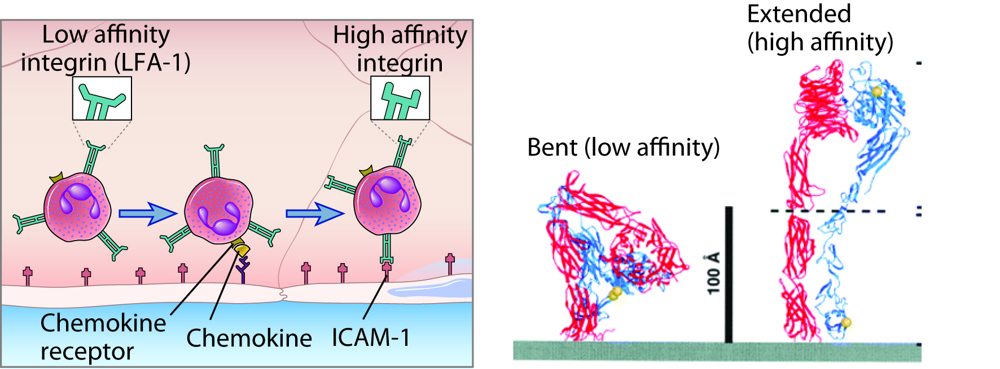 Low affinity
integrin (LFA-1)
High affinity
integrin
Chemokine
receptor
Chemokine
ICAM-1
Extended
(high affinity)
Bent (low affinity)
100 Å